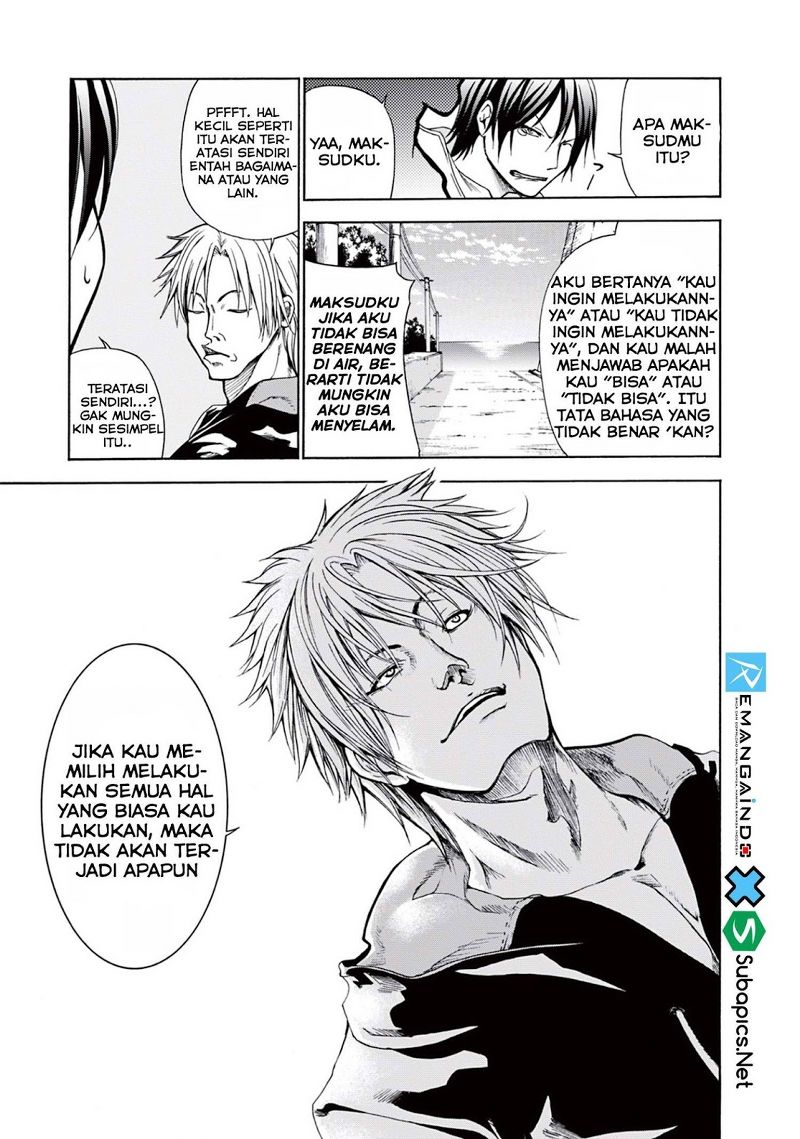 APA MAK-
SUDMU
ITU?
YAA, MAK-
SUDKU.
AKU BERTANYA "KAU
INGIN MELAKUKANN-
YA" ATAU "KAU TIDAK
INGIN MELAKUKANN-
YA", DAN KAU MALAH
MENJAWAB APAKAH
KAU "BISA" ATAU
"TIDAK BISA". ITU
TATA BAHASA YANG
TIDAK BENAR 'KAN?
MAKSUDKU
JIKA AKU
TIDAK BISA
BERENANG
DI AIR, BE-
RARTI TIDAK
MUNGKIN
AKU BISA
MENYELAM.
PFFFT. HAL
KECIL SEPERTI
ITU AKAN TER-
ATASI SENDIRI
ENTAH BAGAIMA-
NA ATAU YANG
LAIN.
TERATASI
SENDIRI...?
GAK MUNG-
KIN SESIMPEL
ITU..
JIKA KAU ME-
MILIH MELAKU-
KAN SEMUA HAL
YANG BIASA KAU
LAKUKAN, MAKA
TIDAK AKAN TER-
JADI APAPUN
REMANGAINDO
X
S
Subapics.Net